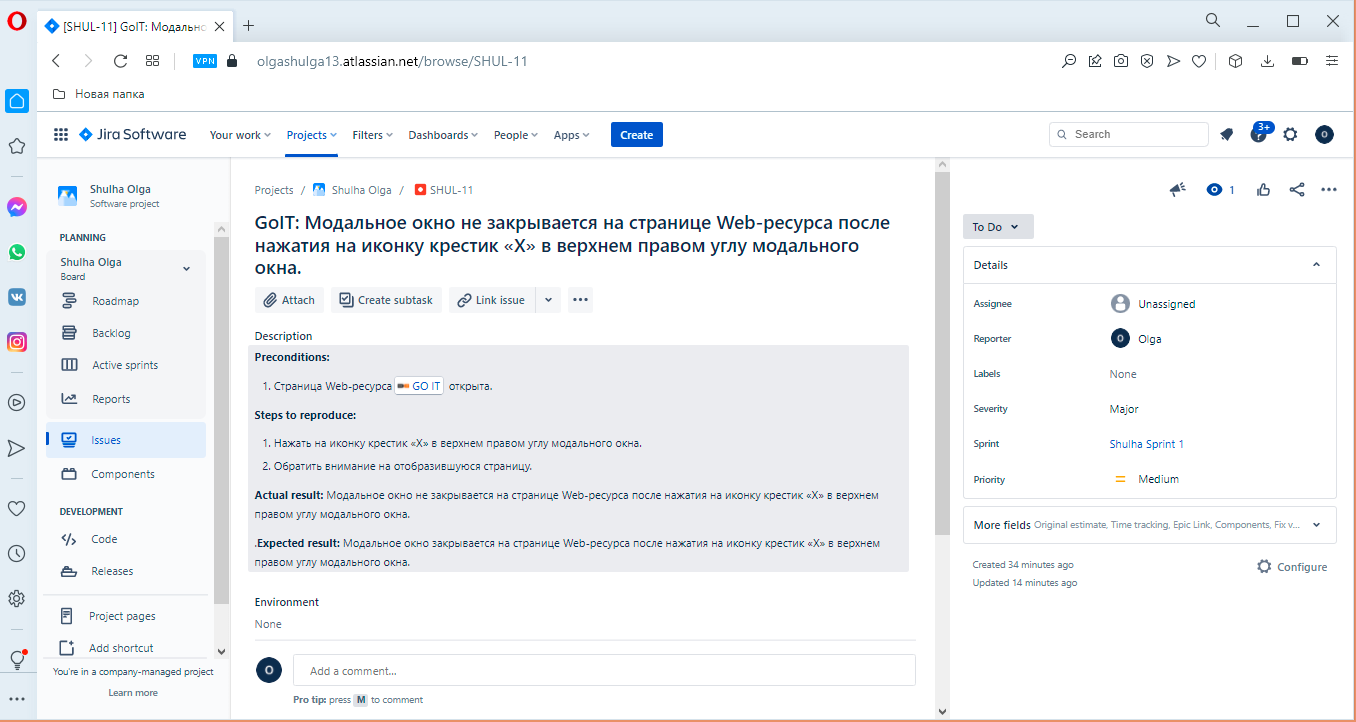 [SHUL-11] GoIT: Модально
VPN
olgashulga13.atlassian.net/browse/SHUL-11
Новая папка
Jira Software
Your work
Projects
Filters
Dashboards
People
Apps
Create
Search
3+
O
Shulha Olga
Software project
PLANNING
Shulha Olga
Board
Roadmap
Backlog
Active sprints
Reports
Issues
Components
DEVELOPMENT
Code
Releases
Project pages
Add shortcut
You're in a company-managed project
Learn more
Projects / Shulha Olga / SHUL-11
GoIT: Модальное окно не закрывается на странице Web-ресурса после
нажатия на иконку крестик «X» в верхнем правом углу модального
окна.
Attach
Create subtask
Link issue
Description
Preconditions:
1. Страница Web-ресурса GO IT открыта.
Steps to reproduce:
1. Нажать на иконку крестик «X» в верхнем правом углу модального окна.
2. Обратить внимание на отобразившуюся страницу.
Actual result: Модальное окно не закрывается на странице Web-ресурса после нажатия на иконку крестик «X» в верхнем
правом углу модального окна.
.Expected result: Модальное окно закрывается на странице Web-ресурса после нажатия на иконку крестик «X» в верхнем
правом углу модального окна.
Environment
None
O
Add a comment...
Pro tip: press M to comment
1
To Do
Details
Assignee
Unassigned
Reporter
O Olga
Labels
None
Severity
Major
Sprint
Shulha Sprint 1
Priority
Medium
More fields Original estimate, Time tracking, Epic Link, Components, Fix v...
Created 34 minutes ago
Updated 14 minutes ago
Configure